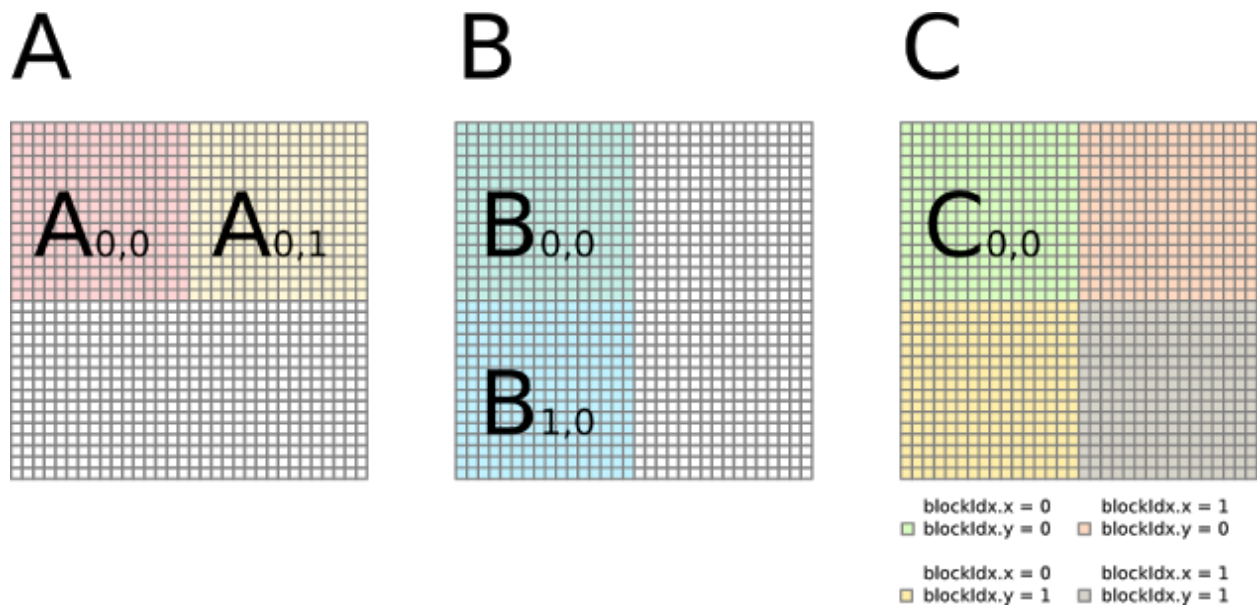 A B C
A0,0 A0,1 B0,0 C0,0
B1,0
blockIdx.x = 0 blockIdx.x = 1
blockIdx.y = 0 blockIdx.y = 0
blockIdx.x = 0 blockIdx.x = 1
blockIdx.y = 1 blockIdx.y = 1